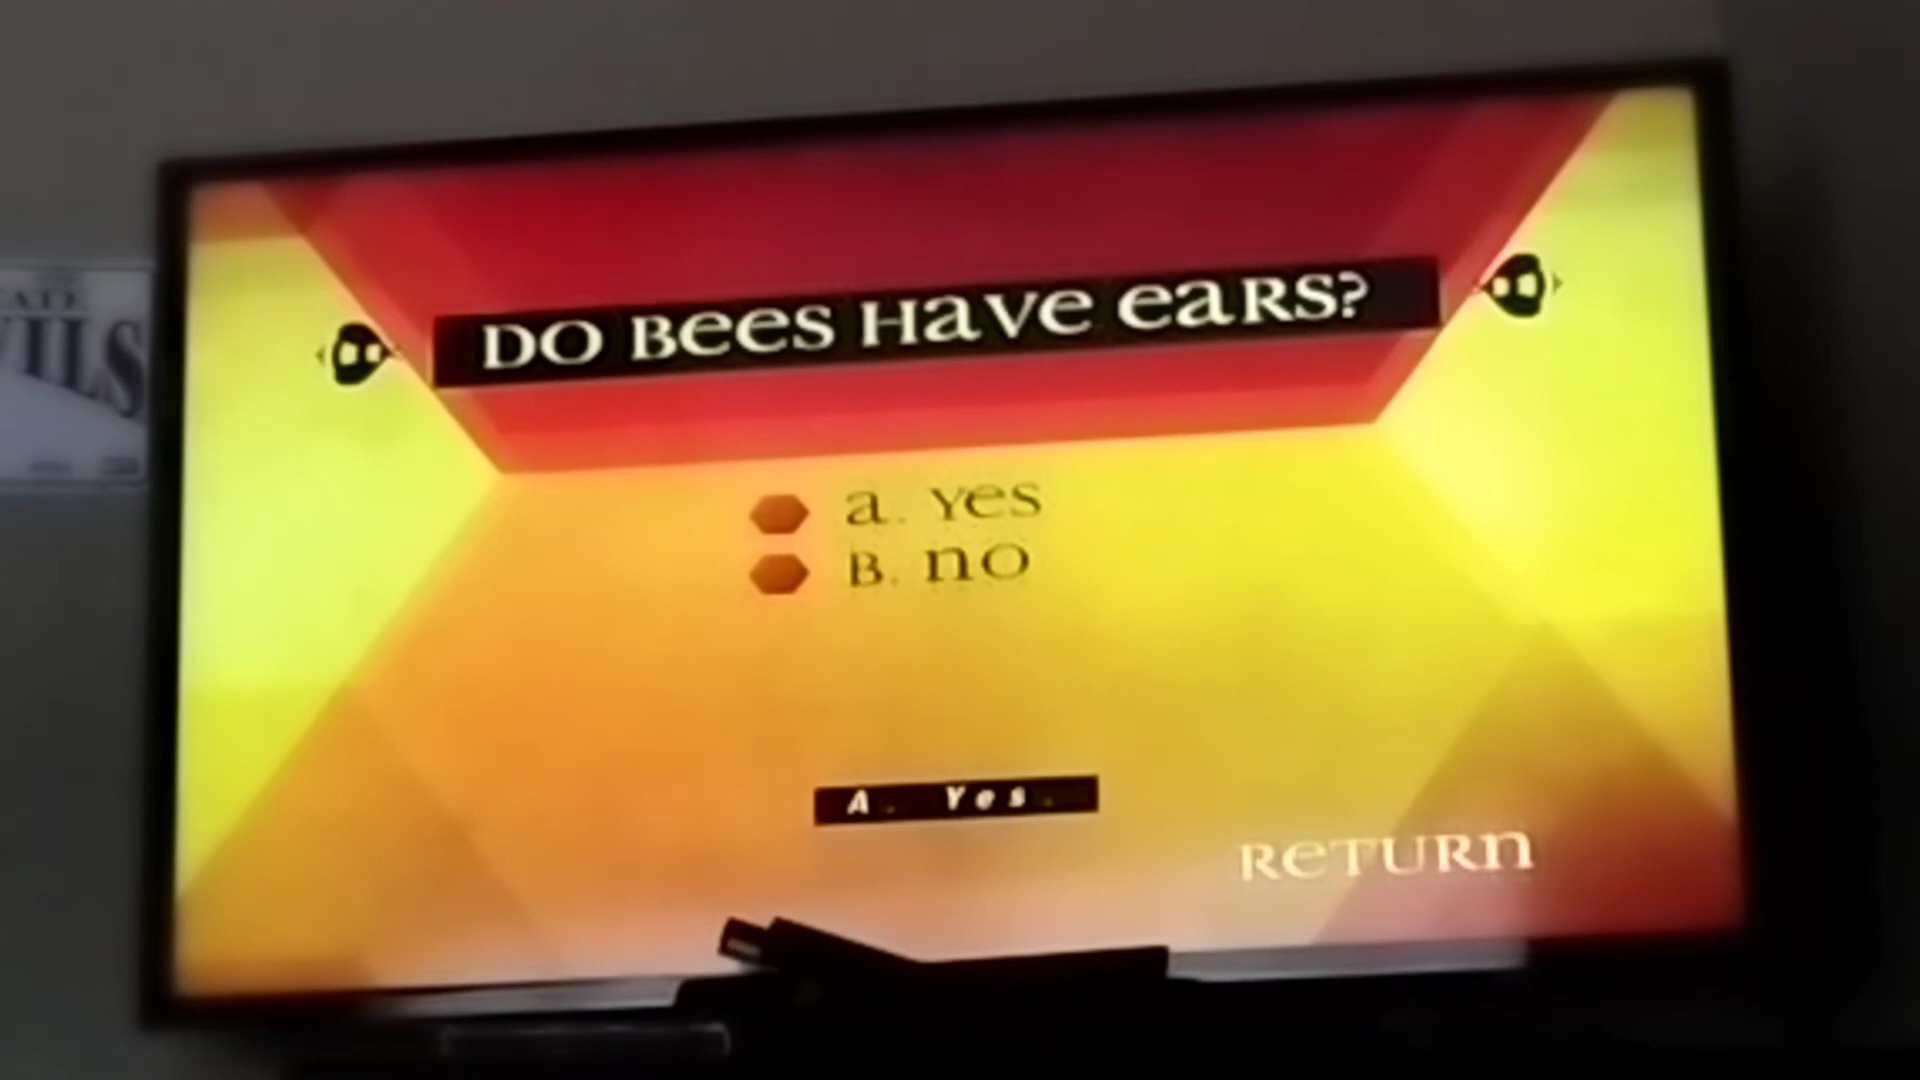 DO Bees Have ears?
a. Yes
B. no
A. Yes.
Return